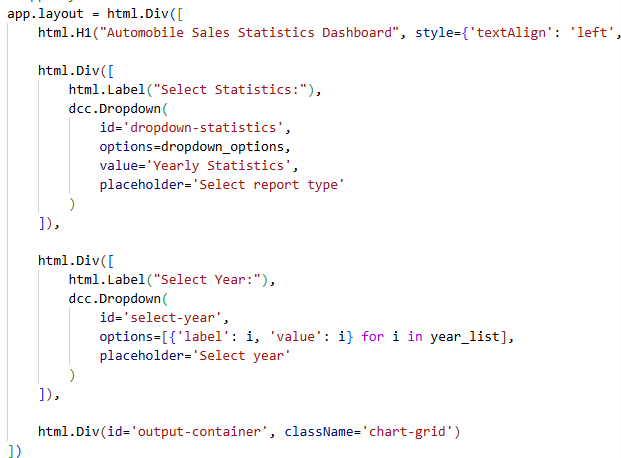 app.layout = html.Div([
    html.H1("Automobile Sales Statistics Dashboard", style={'textAlign': 'left',
    html.Div([
        html.Label("Select Statistics:"),
        dcc.Dropdown(
            id='dropdown-statistics',
            options=dropdown_options,
            value='Yearly Statistics',
            placeholder='Select report type'
        )
    ]),
    html.Div([
        html.Label("Select Year:"),
        dcc.Dropdown(
            id='select-year',
            options=[{'label': i, 'value': i} for i in year_list],
            placeholder='Select year'
        )
    ]),
    html.Div(id='output-container', className='chart-grid')
])